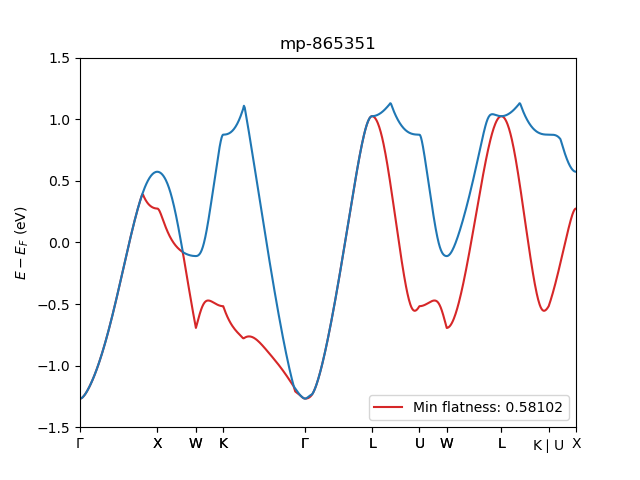 mp-865351
1.5
1.0
0.5
0.0
−0.5
−1.0
−1.5
E − E_F (eV)
Min flatness: 0.58102
Γ X W K Γ L U W L K | U X